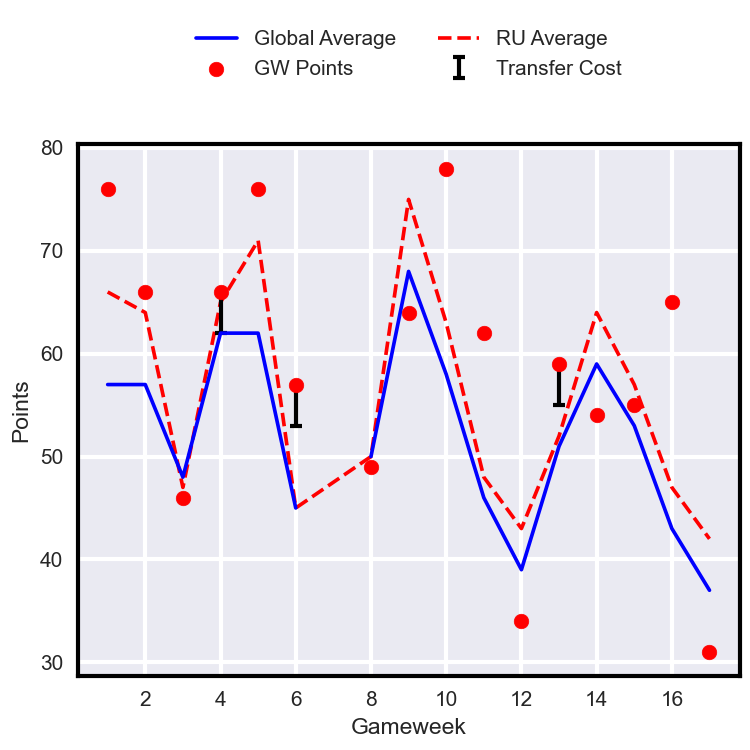 Global Average
RU Average
GW Points
Transfer Cost
80
70
60
50
40
30
Points
2 4 6 8 10 12 14 16
Gameweek